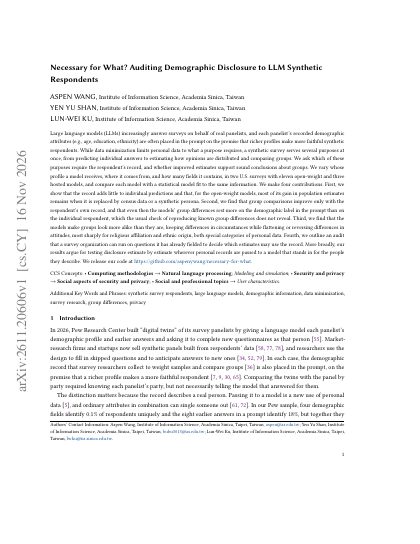 Necessary for What? Auditing Demographic Disclosure to LLM Synthetic
Respondents
ASPEN WANG, Institute of Information Science, Academia Sinica, Taiwan
YEN YU SHAN, Institute of Information Science, Academia Sinica, Taiwan
LUN-WEI KU, Institute of Information Science, Academia Sinica, Taiwan
Large language models (LLMs) increasingly answer surveys on behalf of real panelists, and each panelist's recorded demographic
attributes (e.g., age, education, ethnicity) are often placed in the prompt on the premise that richer profiles make more faithful synthetic
respondents. While data minimization limits personal data to what a purpose requires, a synthetic survey serves several purposes at
once, from predicting individual answers to estimating how opinions are distributed and comparing groups. We ask which of these
purposes require the respondent's record, and whether improved estimates support sound conclusions about groups. We vary whose
profile a model receives, where it comes from, and how many fields it contains, in two U.S. surveys with eleven open-weight and three
hosted models, and compare each model with a statistical model fit to the same information. We make four contributions. First, we
show that the record adds little to individual predictions and that, for the open-weight models, most of its gain in population estimates
remains when it is replaced by census data or a synthetic persona. Second, we find that group comparisons improve only with the
respondent's own record, and that even then the models' group differences rest more on the demographic label in the prompt than on
the individual respondent, which the usual check of reproducing known group differences does not reveal. Third, we find that the
models make groups look more alike than they are, keeping differences in circumstances while flattening or reversing differences in
attitudes, most sharply for religious affiliation and ethnic origin, both special categories of personal data. Fourth, we outline an audit
that a survey organization can run on questions it has already fielded to decide which estimates may use the record. More broadly, our
results argue for testing disclosure estimate by estimate wherever personal records are passed to a model that stands in for the people
they describe. We release our code at https://github.com/aspenjwang/necessary-for-what.
CCS Concepts: • Computing methodologies → Natural language processing; Modeling and simulation; • Security and privacy
→ Social aspects of security and privacy; • Social and professional topics → User characteristics.
Additional Key Words and Phrases: synthetic survey respondents, large language models, demographic information, data minimisation,
survey research, group differences, privacy
1 Introduction
In 2026, Pew Research Center built "digital twins" of its survey panelists by giving a language model each panelist's
demographic profile and earlier answers and asking it to complete new questionnaires as that person [55]. Market-
research firms and startups now sell synthetic panels built from respondents' data [58, 77, 78], and researchers use the
design to fill in skipped questions and to anticipate answers to new ones [34, 52, 79]. In each case, the demographic
record that survey researchers collect to weight samples and compare groups [36] is also placed in the prompt, on the
premise that a richer profile makes a more faithful respondent [7, 9, 30, 65]. Comparing the twins with the panel by
party required knowing each panelist's party, but not necessarily telling the model that answered for them.
The distinction matters because the record describes a real person. Passing it to a model is a new use of personal
data [5], and ordinary attributes in combination can single someone out [61, 72]. In our Pew sample, four demographic
fields identify 0.1% of respondents uniquely and the eight earlier answers in a prompt identify 18%, but together they
Authors' Contact Information: Aspen Wang, Institute of Information Science, Academia Sinica, Taipei, Taiwan,
Yen Yu Shan, Institute
of Information Science, Academia Sinica, Taipei, Taiwan,
Lun-Wei Ku, Institute of Information Science, Academia Sinica, Taipei,
Taiwan,
1
arXiv:2611.20606v1 [cs.CY] 16 Nov 2026